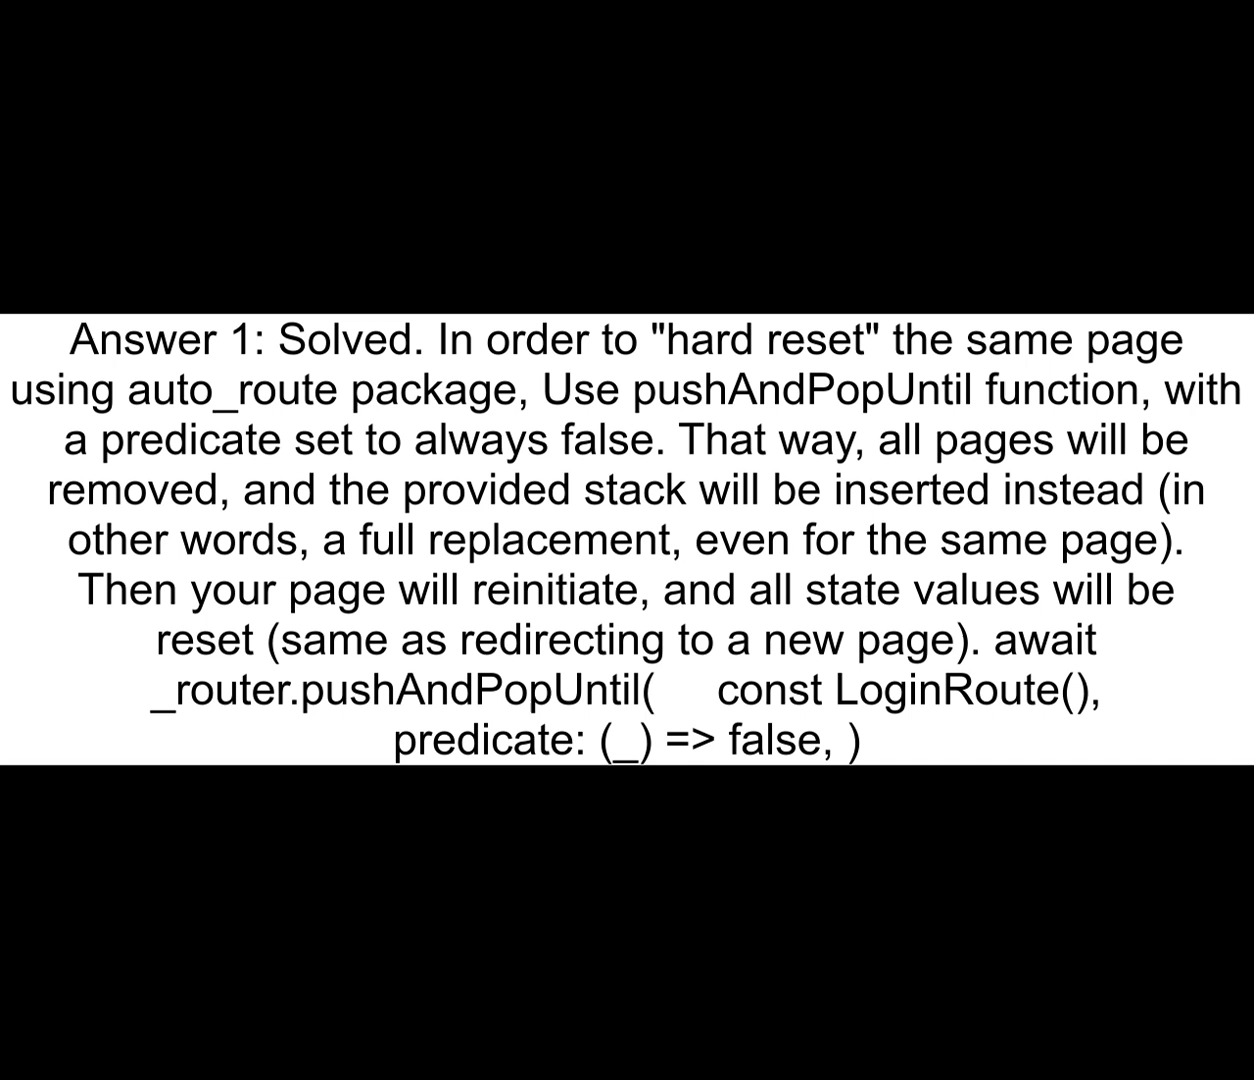 Answer 1: Solved. In order to "hard reset" the same page
using auto_route package, Use pushAndPopUntil function, with
a predicate set to always false. That way, all pages will be
removed, and the provided stack will be inserted instead (in
other words, a full replacement, even for the same page).
Then your page will reinitiate, and all state values will be
reset (same as redirecting to a new page). await
_router.pushAndPopUntil(     const LoginRoute(),
predicate: (_) => false, )